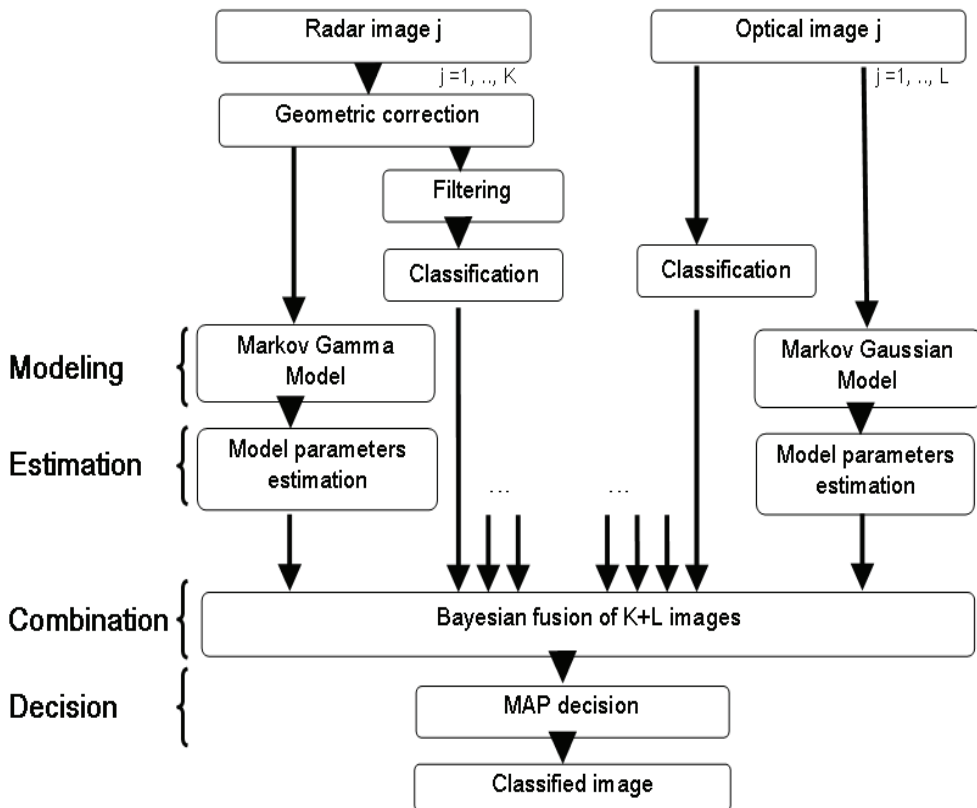 Radar image j
Optical image j
j =1, .., K
j =1, .., L
Geometric correction
Filtering
Classification
Classification
Modeling
Markov Gamma
Model
Markov Gaussian
Model
Estimation
Model parameters
estimation
Model parameters
estimation
...
...
Combination
Bayesian fusion of K+L images
Decision
MAP decision
Classified image